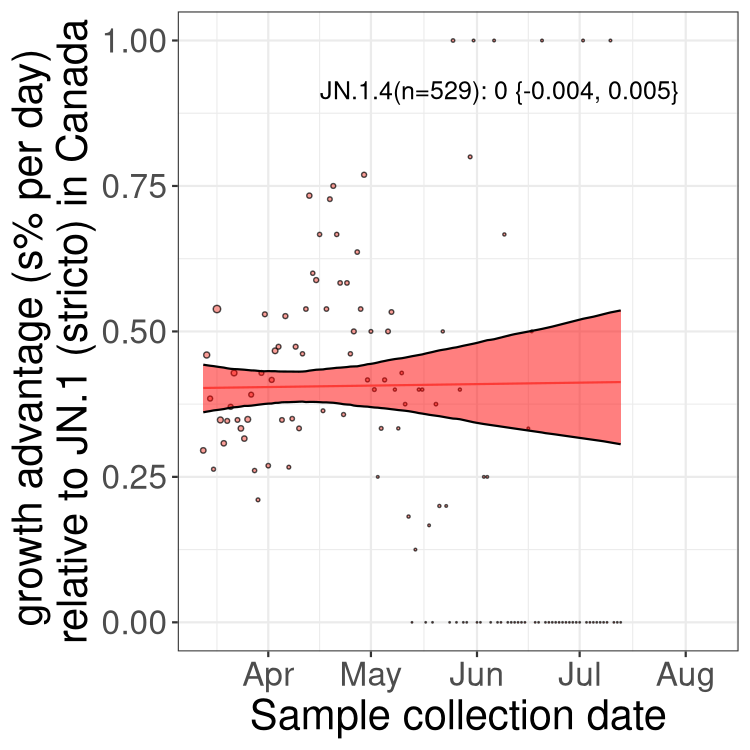 growth advantage (s% per day)
relative to JN.1 (stricto) in Canada
1.00
0.75
0.50
0.25
0.00
JN.1.4(n=529): 0 {-0.004, 0.005}
Apr May Jun Jul Aug
Sample collection date